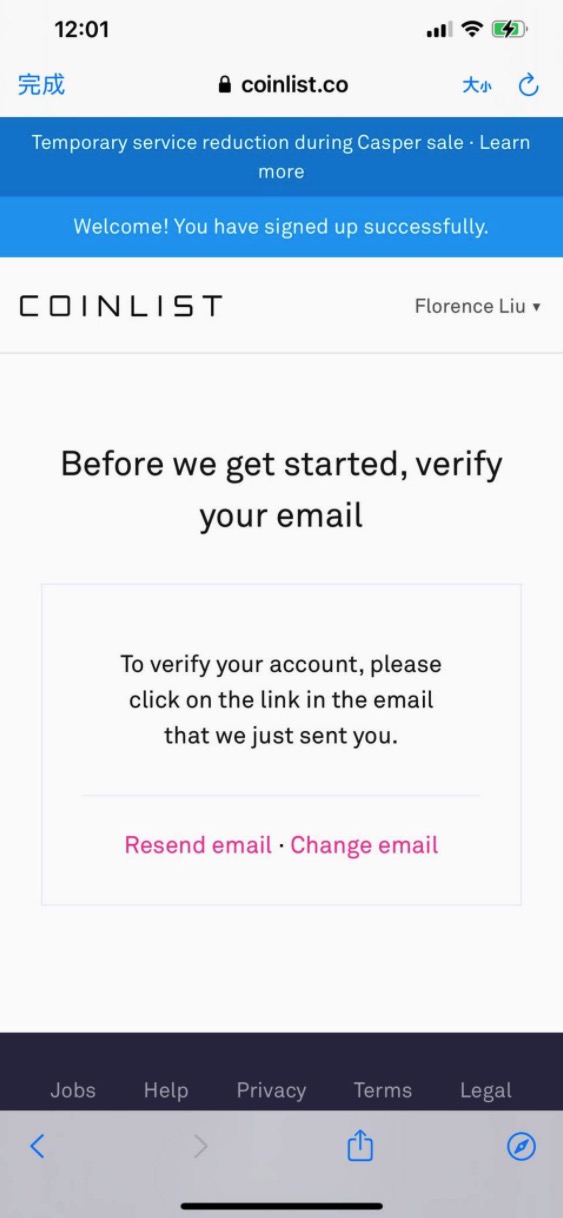 12:01
完成
coinlist.co
大小
Temporary service reduction during Casper sale · Learn
more
Welcome! You have signed up successfully.
COINLIST
Florence Liu ▾
Before we get started, verify
your email
To verify your account, please
click on the link in the email
that we just sent you.
Resend email · Change email
Jobs Help Privacy Terms Legal